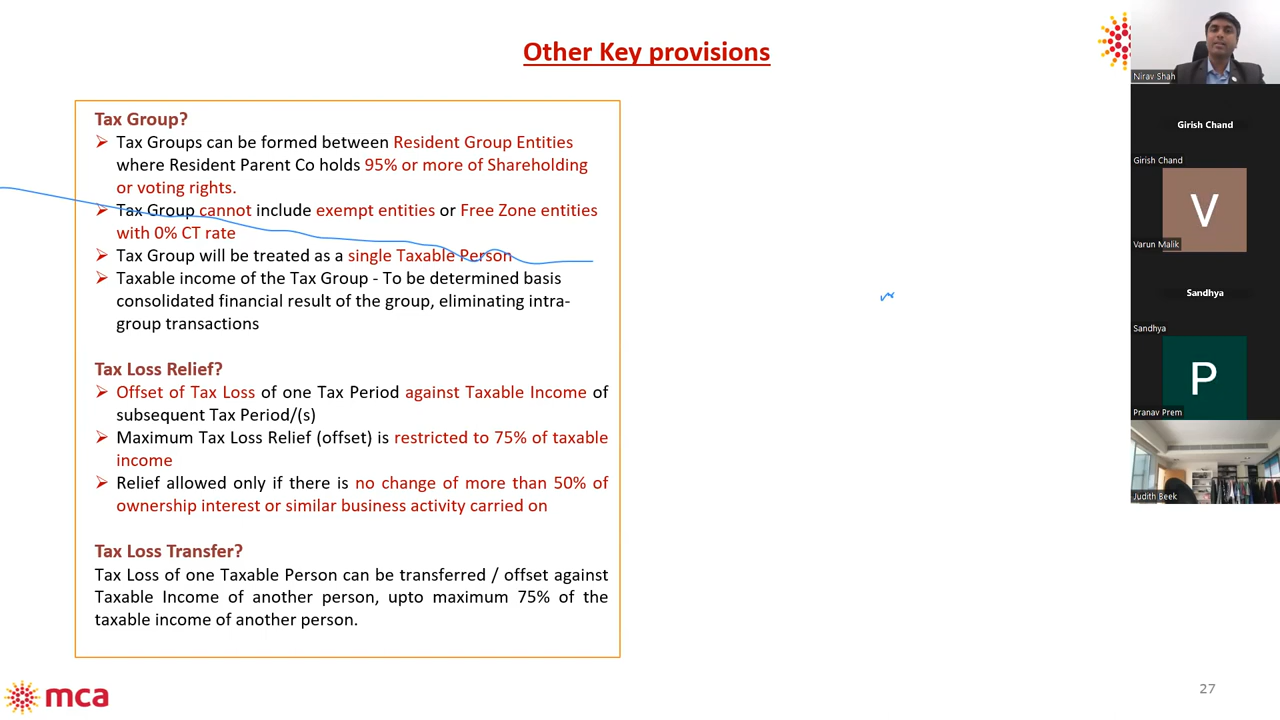 Other Key provisions
Tax Group?
Tax Groups can be formed between Resident Group Entities
where Resident Parent Co holds 95% or more of Shareholding
or voting rights.
Tax Group cannot include exempt entities or Free Zone entities
with 0% CT rate
Tax Group will be treated as a single Taxable Person
Taxable income of the Tax Group - To be determined basis
consolidated financial result of the group, eliminating intra-
group transactions
Tax Loss Relief?
Offset of Tax Loss of one Tax Period against Taxable Income of
subsequent Tax Period/(s)
Maximum Tax Loss Relief (offset) is restricted to 75% of taxable
income
Relief allowed only if there is no change of more than 50% of
ownership interest or similar business activity carried on
Tax Loss Transfer?
Tax Loss of one Taxable Person can be transferred / offset against
Taxable Income of another person, upto maximum 75% of the
taxable income of another person.
mca
27
Nirav Shah
Girish Chand
Girish Chand
V
Varun Malik
Sandhya
Sandhya
P
Pranav Prem
Judith Beek